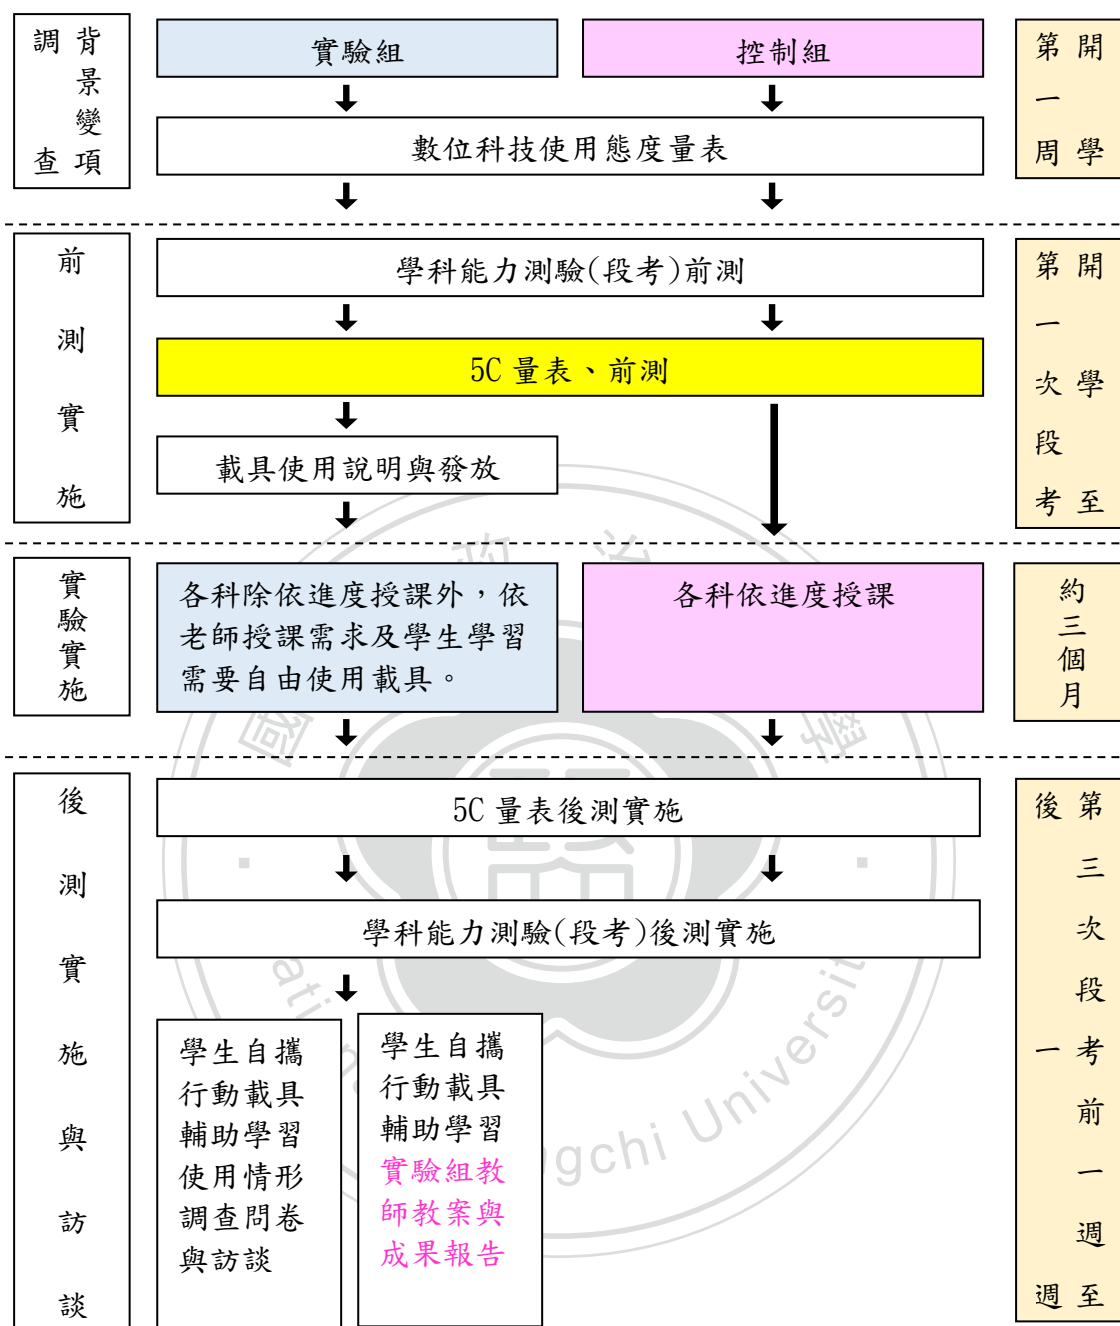 背景變項
調查
實驗組
控制組
開學
第一周
數位科技使用態度量表
前測實施
學科能力測驗(段考)前測
開學至
第一次段考
5C 量表、前測
載具使用說明與發放
實驗實施
各科除依進度授課外，依
老師授課需求及學生學習
需要自由使用載具。
各科依進度授課
約三個月
後測實施與訪談
5C 量表後測實施
第三次段考前一週至
後一週
學科能力測驗(段考)後測實施
學生自攜
行動載具
輔助學習
使用情形
調查問卷
與訪談
學生自攜
行動載具
輔助學習
實驗組教
師教案與
成果報告